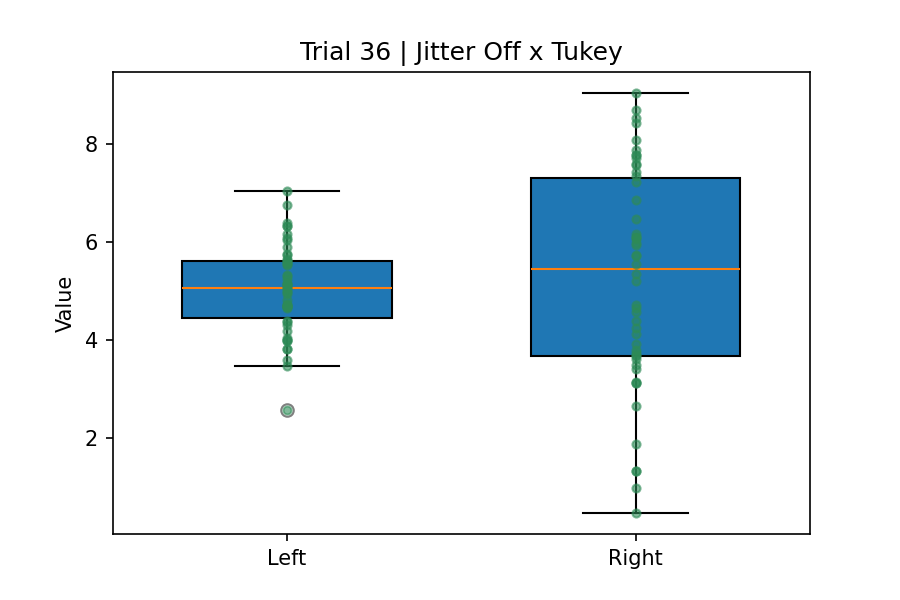 Trial 36 | Jitter Off x Tukey
Value
8
6
4
2
Left
Right